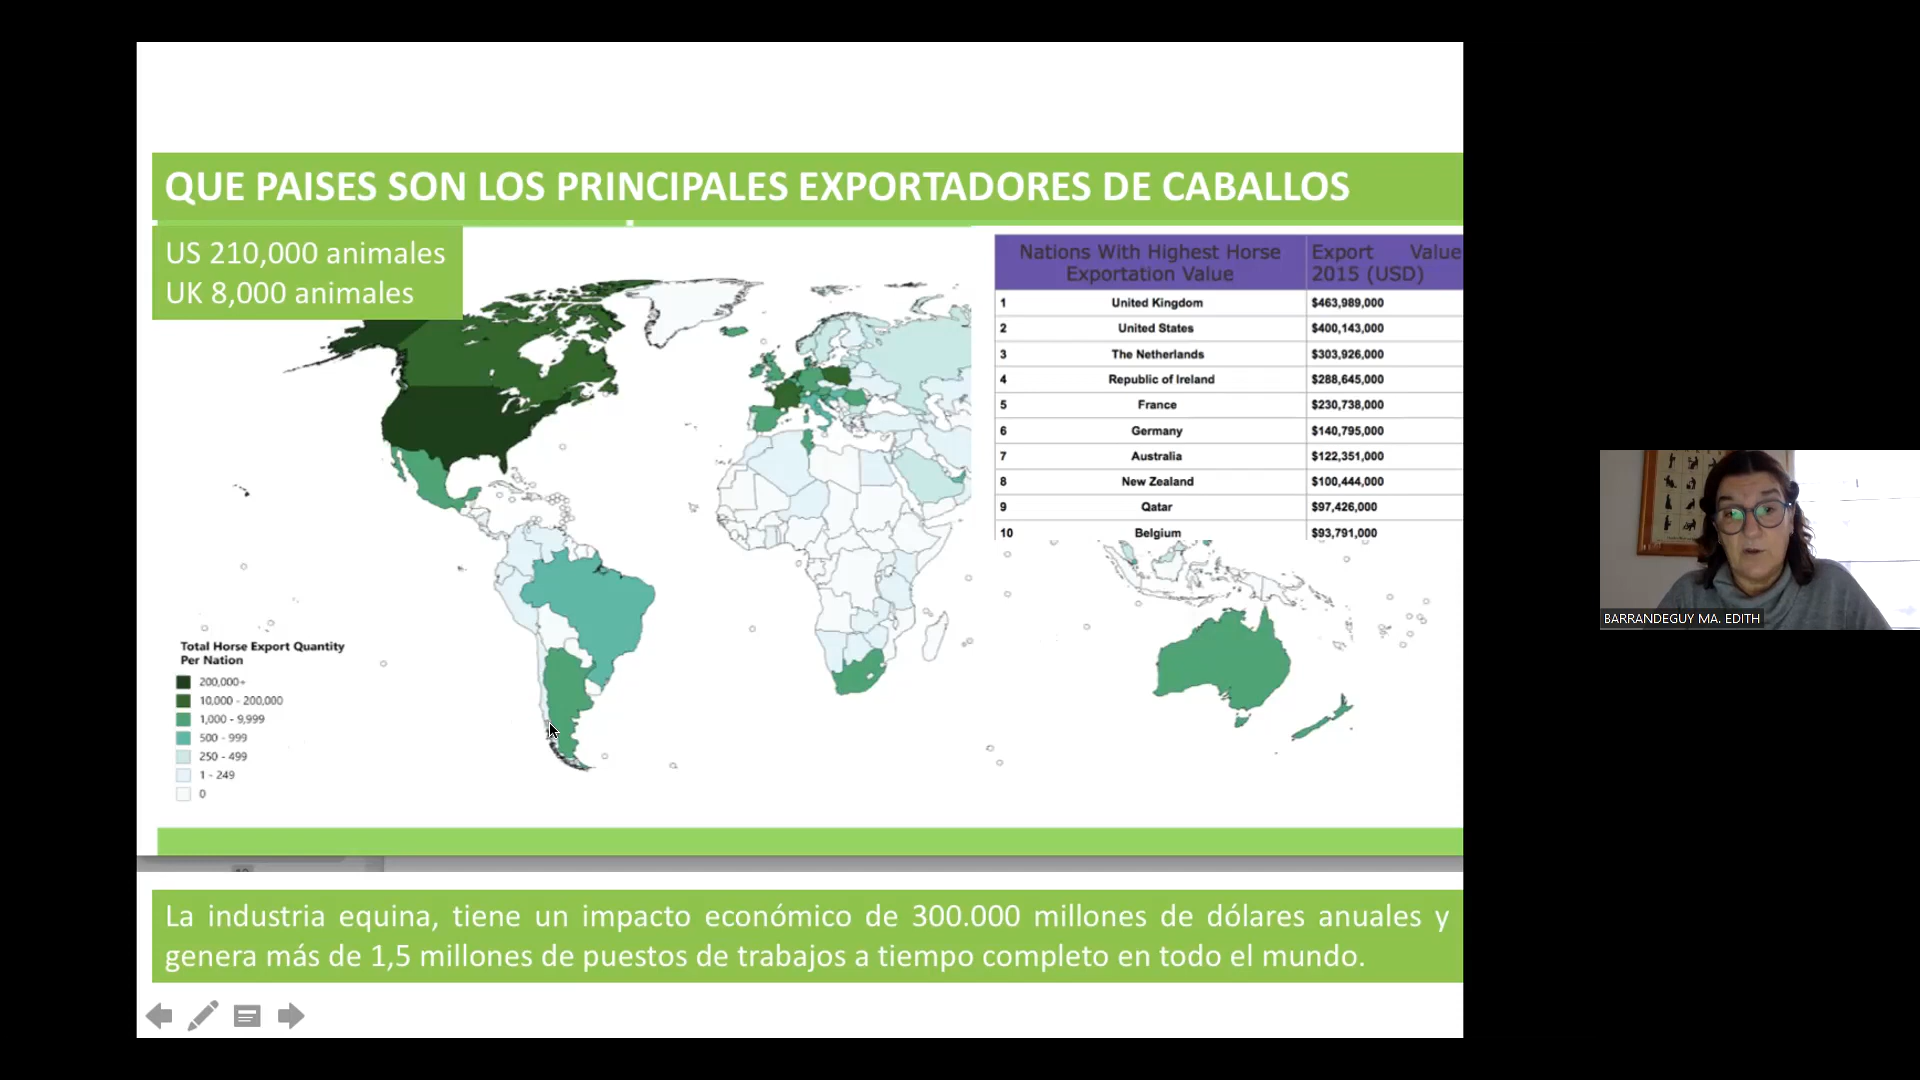 QUE PAISES SON LOS PRINCIPALES EXPORTADORES DE CABALLOS
US 210,000 animales
UK 8,000 animales
Nations With Highest Horse Exportation Value
Export Value 2015 (USD)
1 United Kingdom $463,989,000
2 United States $400,143,000
3 The Netherlands $303,926,000
4 Republic of Ireland $288,645,000
5 France $230,738,000
6 Germany $140,795,000
7 Australia $122,351,000
8 New Zealand $100,444,000
9 Qatar $97,426,000
10 Belgium $93,791,000
Total Horse Export Quantity
Per Nation
200,000+
10,000 - 200,000
1,000 - 9,999
500 - 999
250 - 499
1 - 249
0
La industria equina, tiene un impacto económico de 300.000 millones de dólares anuales y
genera más de 1,5 millones de puestos de trabajos a tiempo completo en todo el mundo.
BARRANDEGUY MA. EDITH